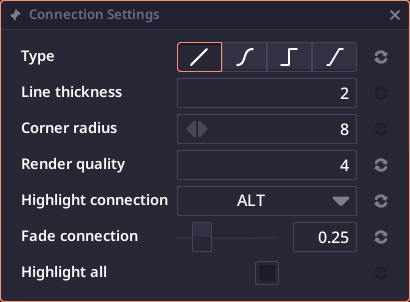 Connection Settings
Type
Line thickness 2
Corner radius 8
Render quality 4
Highlight connection ALT
Fade connection 0.25
Highlight all